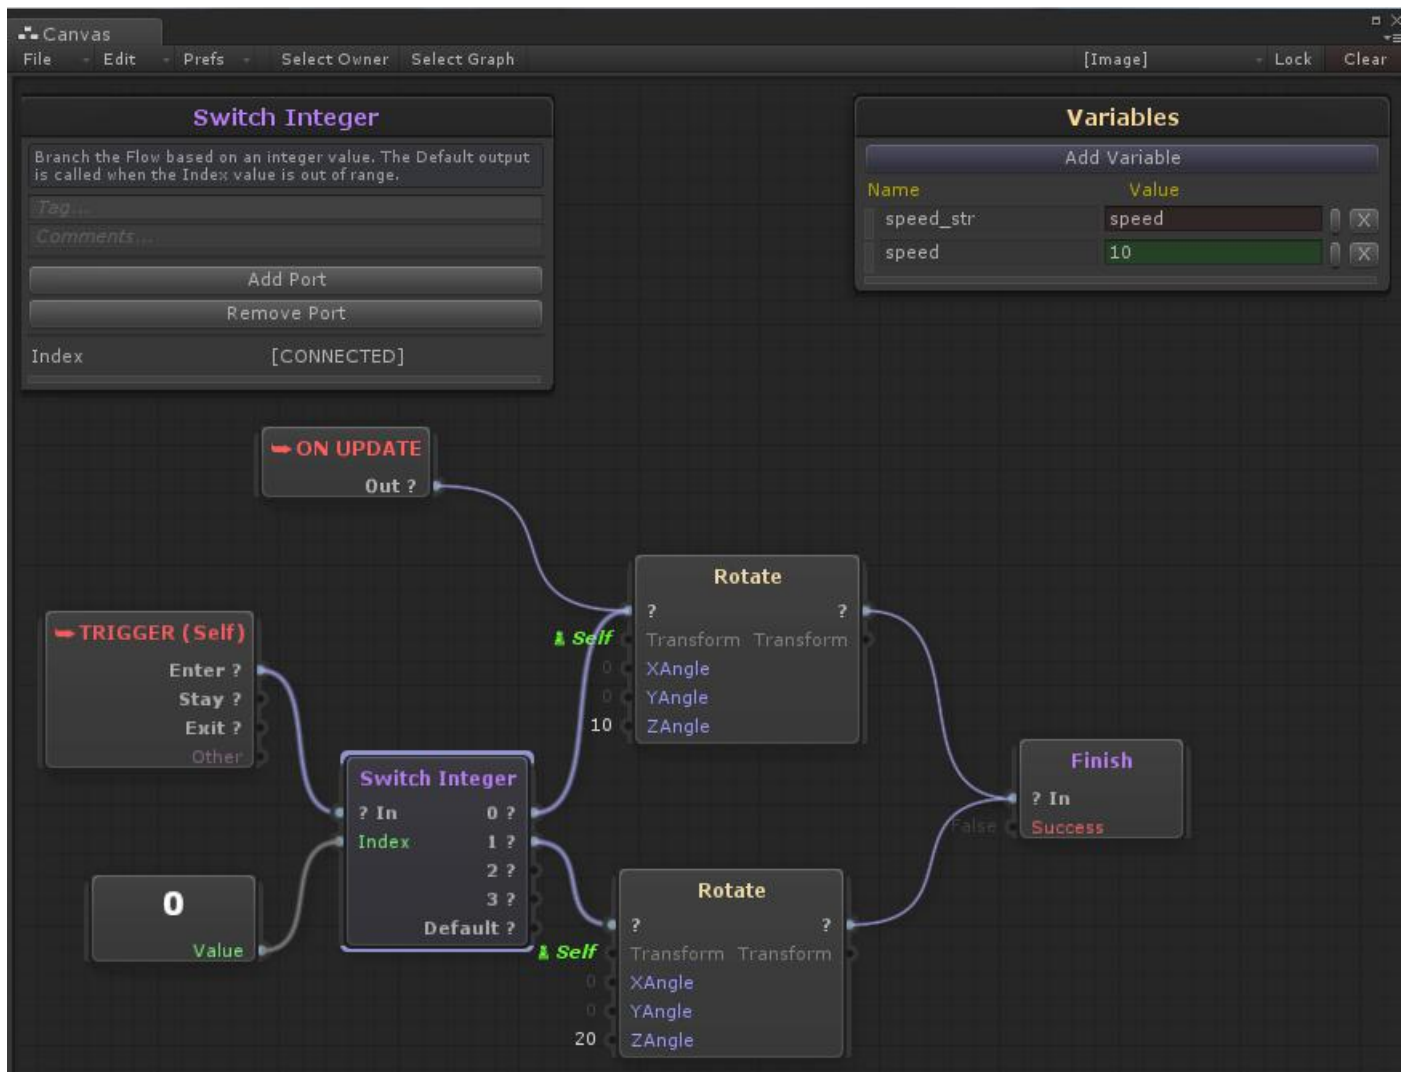 Canvas
File Edit Prefs Select Owner Select Graph [Image] Lock Clear
Switch Integer
Branch the Flow based on an integer value. The Default output
is called when the Index value is out of range.
Tag...
Comments...
Add Port
Remove Port
Index [CONNECTED]
Variables
Add Variable
Name Value
speed_str speed X
speed 10 X
ON UPDATE
Out ?
TRIGGER (Self)
Enter ?
Stay ?
Exit ?
Other
0
Value
Switch Integer
? In 0 ?
Index 1 ?
2 ?
3 ?
Default ?
Rotate
? ?
Self Transform Transform
0 XAngle
0 YAngle
10 ZAngle
Rotate
? ?
Self Transform Transform
0 XAngle
0 YAngle
20 ZAngle
Finish
? In
False Success